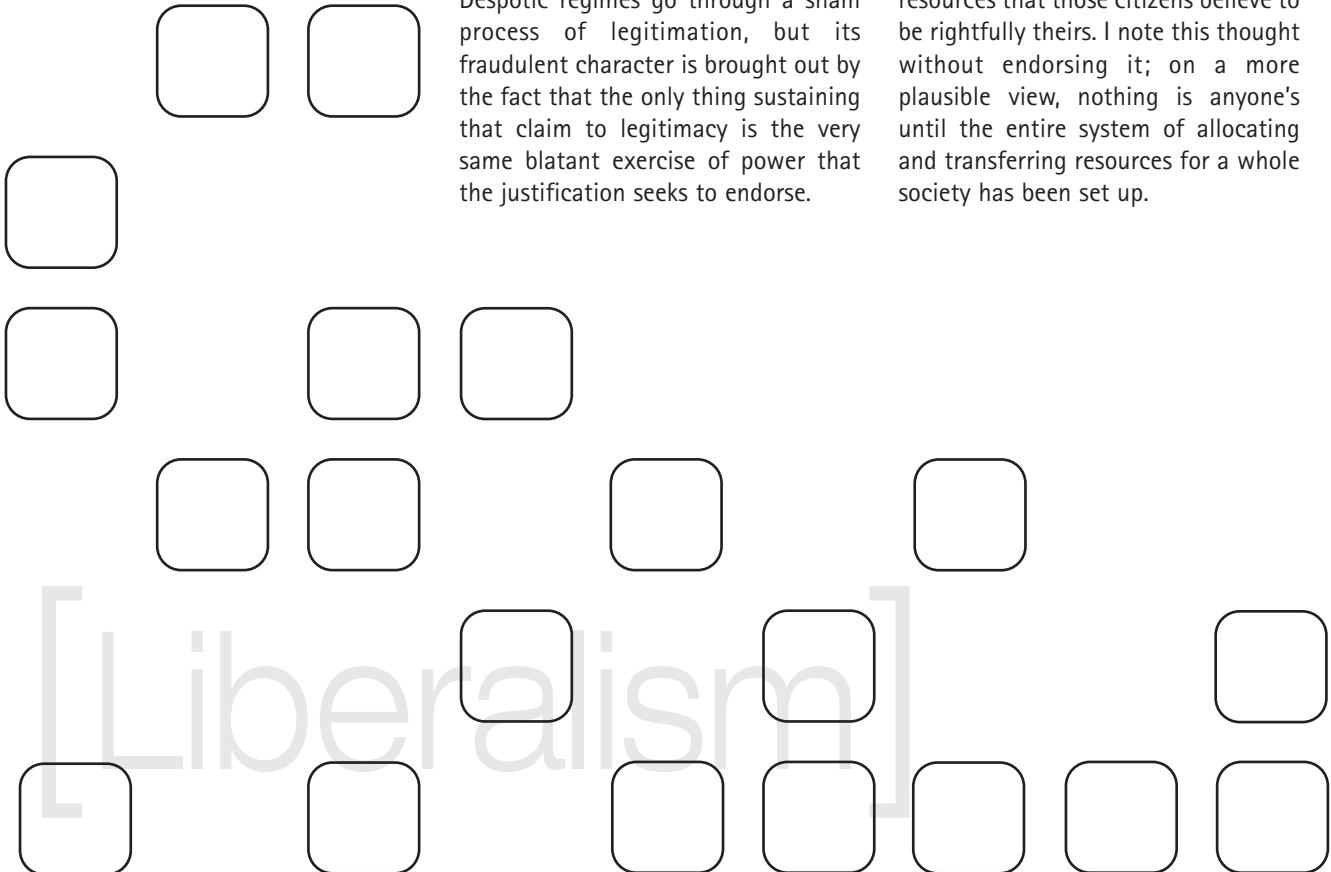 Despotic regimes go through a sham
process of legitimation, but its
fraudulent character is brought out by
the fact that the only thing sustaining
that claim to legitimacy is the very
same blatant exercise of power that
the justification seeks to endorse.
resources that those citizens believe to
be rightfully theirs. I note this thought
without endorsing it; on a more
plausible view, nothing is anyone's
until the entire system of allocating
and transferring resources for a whole
society has been set up.
[Liberalism]